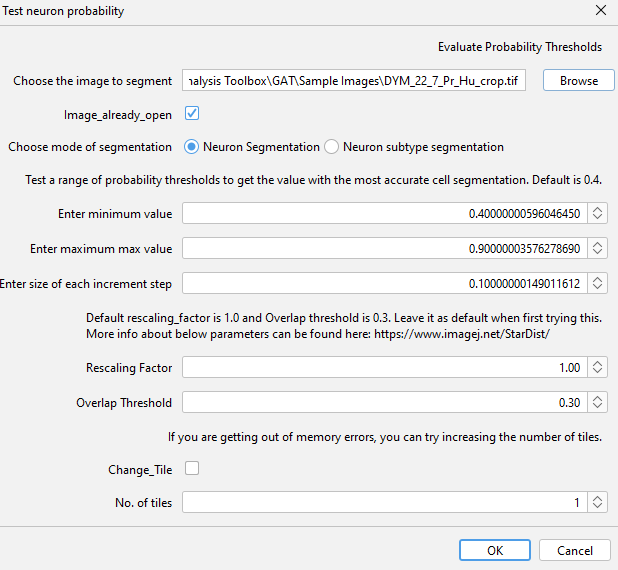 Test neuron probability
Evaluate Probability Thresholds
Choose the image to segment nalysis Toolbox\GAT\Sample Images\DYM_22_7_Pr_Hu_crop.tif Browse
Image_already_open
Choose mode of segmentation Neuron Segmentation Neuron subtype segmentation
Test a range of probability thresholds to get the value with the most accurate cell segmentation. Default is 0.4.
Enter minimum value 0.40000000596046450
Enter maximum max value 0.90000003576278690
Enter size of each increment step 0.10000000149011612
Default rescaling_factor is 1.0 and Overlap threshold is 0.3. Leave it as default when first trying this.
More info about below parameters can be found here: https://www.imagej.net/StarDist/
Rescaling Factor 1.00
Overlap Threshold 0.30
If you are getting out of memory errors, you can try increasing the number of tiles.
Change_Tile
No. of tiles 1
OK Cancel